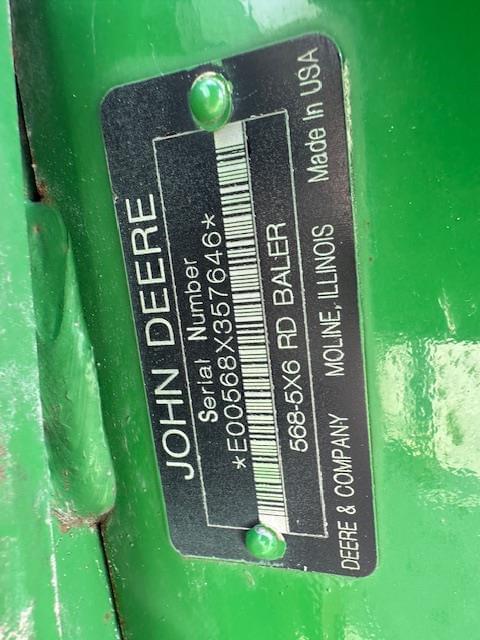 JOHN DEERE
Serial Number
*E00568X357646*
568-5X6 RD BALER
DEERE & COMPANY MOLINE, ILLINOIS Made In USA